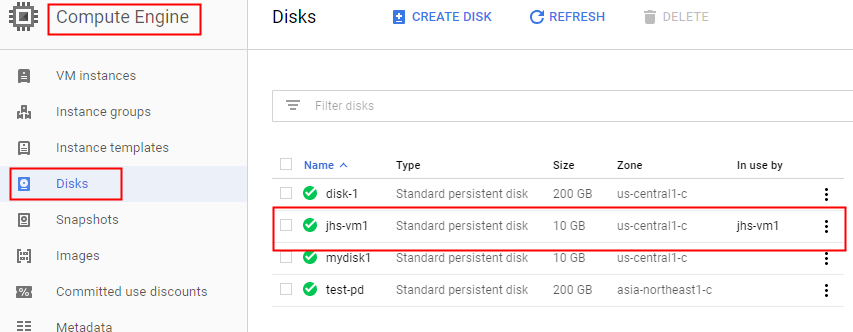 Compute Engine
VM instances
Instance groups
Instance templates
Disks
Snapshots
Images
Committed use discounts
Metadata
Disks CREATE DISK REFRESH DELETE
Filter disks
Name Type Size Zone In use by
disk-1 Standard persistent disk 200 GB us-central1-c
jhs-vm1 Standard persistent disk 10 GB us-central1-c jhs-vm1
mydisk1 Standard persistent disk 10 GB us-central1-c
test-pd Standard persistent disk 200 GB asia-northeast1-c